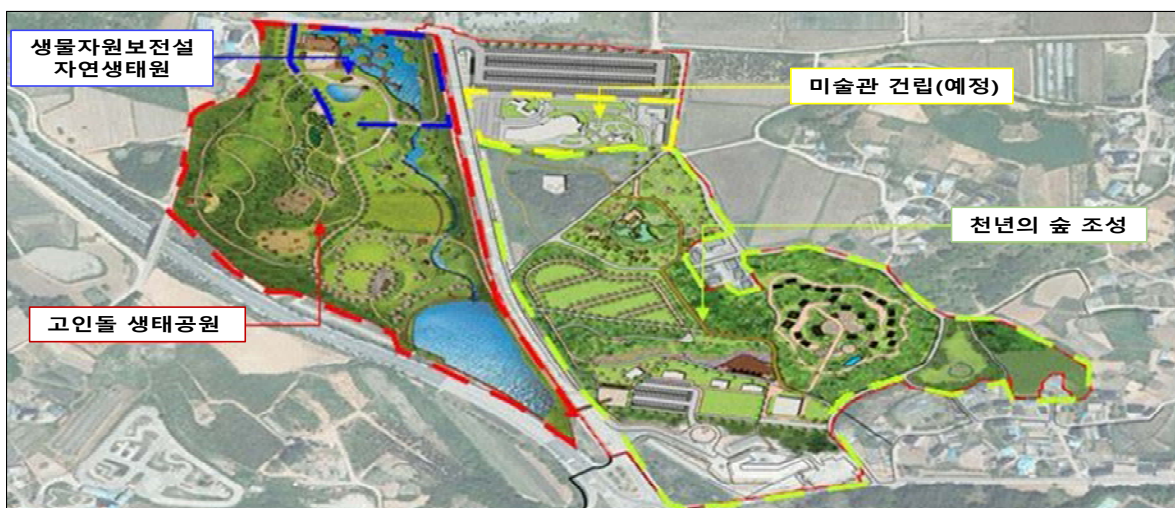 생물자원보전설
자연생태원
미술관 건립(예정)
천년의 숲 조성
고인돌 생태공원